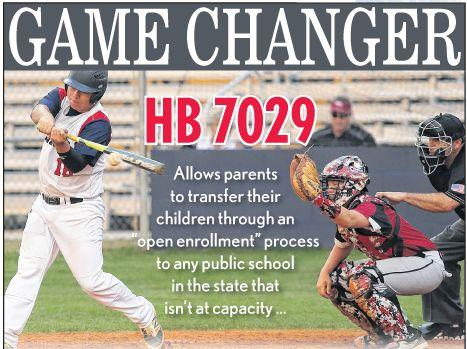 GAME CHANGER
HB 7029
Allows parents
to transfer their
children through an
"open enrollment" process
to any public school
in the state that
isn't at capacity ...